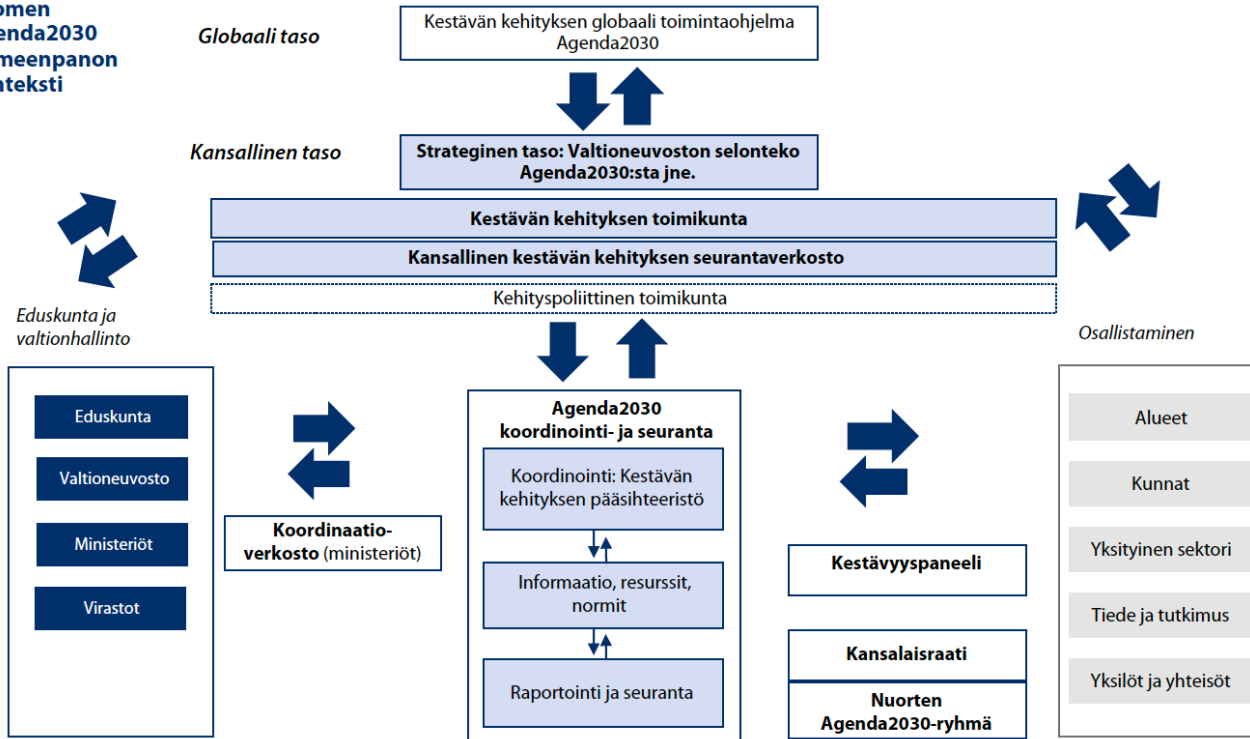 omen
enda2030
meenpanon
nteksti
Globaali taso
Kestävän kehityksen globaali toimintaohjelma
Agenda2030
Kansallinen taso
Strateginen taso: Valtioneuvoston selonteko
Agenda2030:sta jne.
Kestävän kehityksen toimikunta
Kansallinen kestävän kehityksen seurantaverkosto
Kehityspoliittinen toimikunta
Eduskunta ja
valtionhallinto
Eduskunta
Valtioneuvosto
Ministeriöt
Virastot
Koordinaatio-
verkosto (ministeriöt)
Agenda2030
koordinointi- ja seuranta
Koordinointi: Kestävän
kehityksen pääsihteeristö
Informaatio, resurssit,
normit
Raportointi ja seuranta
Kestävyyspaneeli
Kansalaisraati
Nuorten
Agenda2030-ryhmä
Osallistaminen
Alueet
Kunnat
Yksityinen sektori
Tiede ja tutkimus
Yksilöt ja yhteisöt